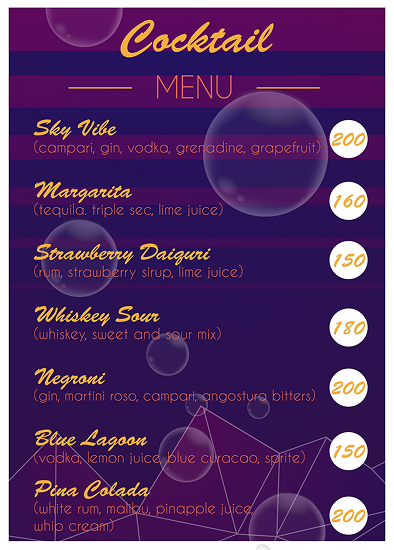 Cocktail
MENU
Sky Vibe
(campari, gin, vodka, grenadine, grapefruit)
200
Margarita
(tequila. triple sec, lime juice)
160
Strawberry Daiquri
(rum, strawberry sirup, lime juice)
150
Whiskey Sour
(whiskey, sweet and sour mix)
180
Negroni
(gin, martini roso, campari, angostura bitters)
200
Blue Lagoon
(vodka, lemon juice, blue curacao, sprite)
150
Pina Colada
(white rum, malibu, pineapple juice,
whip cream)
200